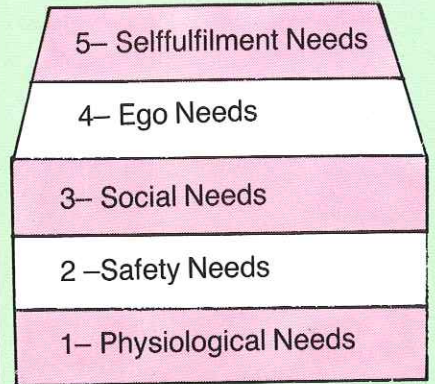 5– Selffulfilment Needs
4– Ego Needs
3– Social Needs
2 –Safety Needs
1– Physiological Needs